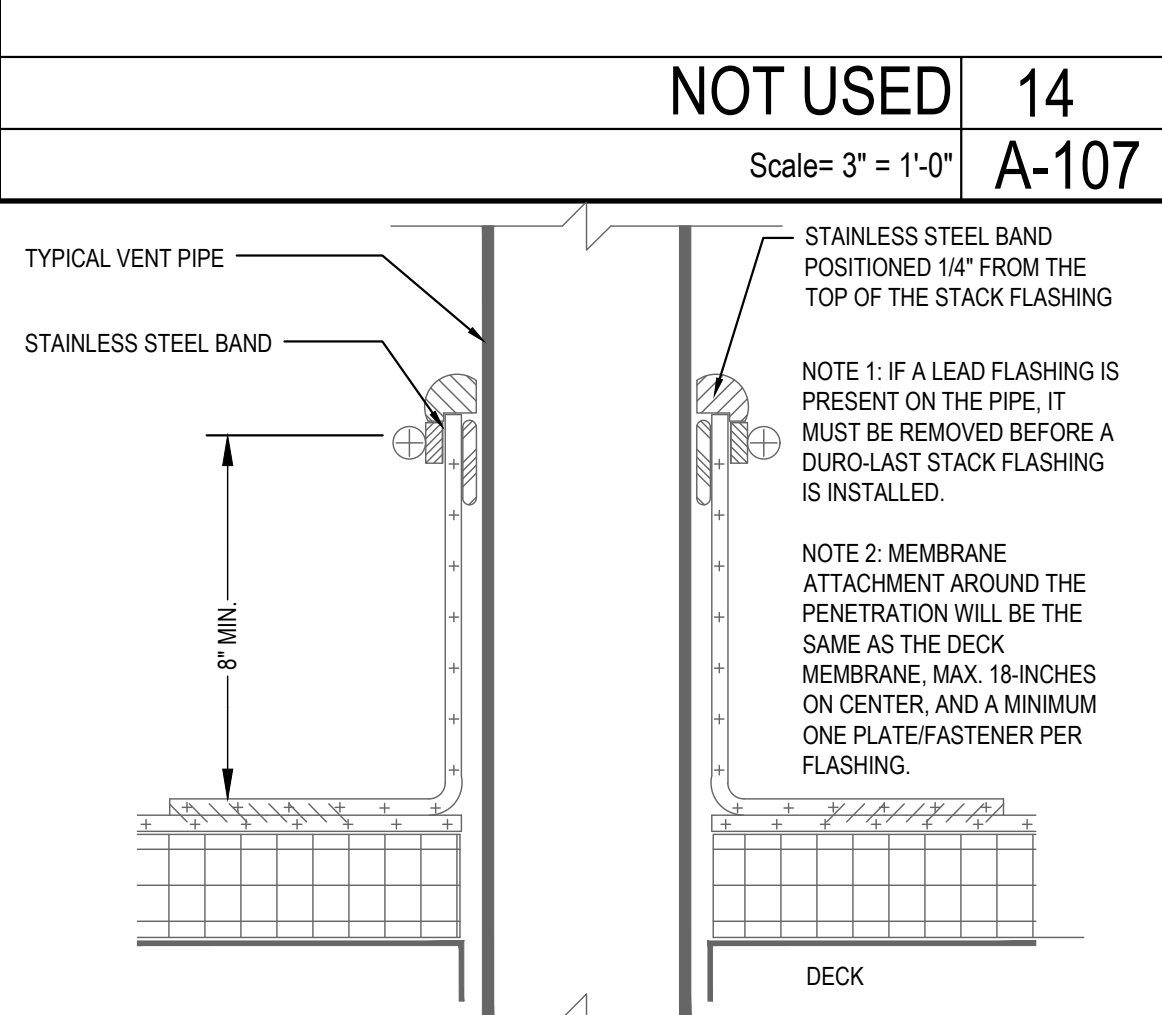 NOT USED 14
Scale= 3" = 1'-0" A-107
TYPICAL VENT PIPE
STAINLESS STEEL BAND
8" MIN.
STAINLESS STEEL BAND
POSITIONED 1/4" FROM THE
TOP OF THE STACK FLASHING
NOTE 1: IF A LEAD FLASHING IS
PRESENT ON THE PIPE, IT
MUST BE REMOVED BEFORE A
DURO-LAST STACK FLASHING
IS INSTALLED.
NOTE 2: MEMBRANE
ATTACHMENT AROUND THE
PENETRATION WILL BE THE
SAME AS THE DECK
MEMBRANE, MAX. 18-INCHES
ON CENTER, AND A MINIMUM
ONE PLATE/FASTENER PER
FLASHING.
DECK